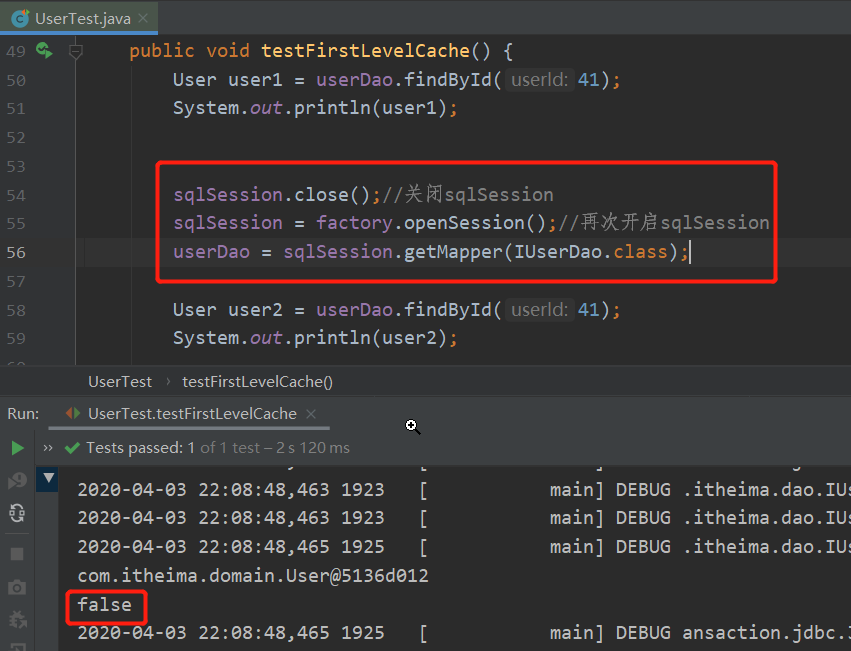 UserTest.java
49 public void testFirstLevelCache() {
50 User user1 = userDao.findById( userId: 41);
51 System.out.println(user1);
52
53
54 sqlSession.close();//关闭sqlSession
55 sqlSession = factory.openSession();//再次开启sqlSession
56 userDao = sqlSession.getMapper(IUserDao.class);
57
58 User user2 = userDao.findById( userId: 41);
59 System.out.println(user2);
UserTest › testFirstLevelCache()
Run: UserTest.testFirstLevelCache
» Tests passed: 1 of 1 test – 2 s 120 ms
2020-04-03 22:08:48,463 1923 [ main] DEBUG .itheima.dao.IUs
2020-04-03 22:08:48,463 1923 [ main] DEBUG .itheima.dao.IUs
2020-04-03 22:08:48,465 1925 [ main] DEBUG .itheima.dao.IUs
com.itheima.domain.User@5136d012
false
2020-04-03 22:08:48,465 1925 [ main] DEBUG ansaction.jdbc.